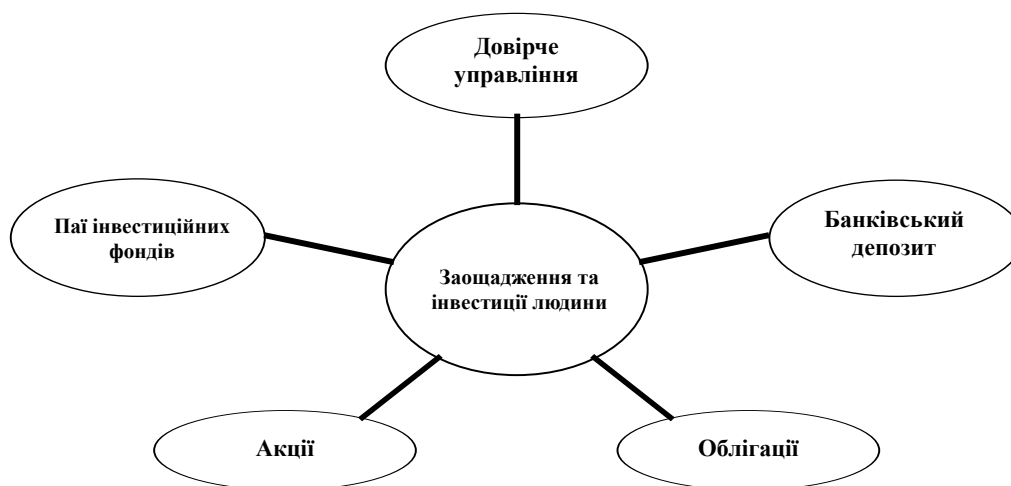 Довірче
управління
Паї інвестиційних
фондів
Банківський
депозит
Заощадження та
інвестиції людини
Акції
Облігації